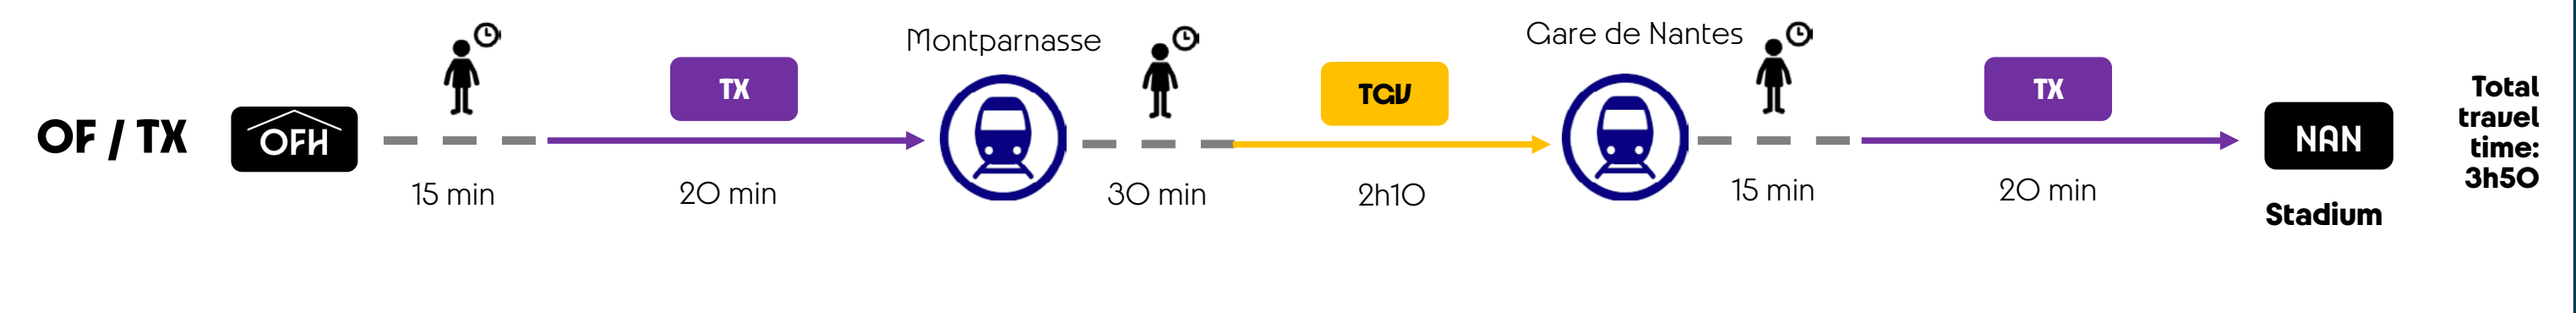 OF / TX
OFH
15 min
TX
20 min
Montparnasse
30 min
TGV
2h10
Gare de Nantes
15 min
TX
20 min
NAN
Stadium
Total
travel
time:
3h50